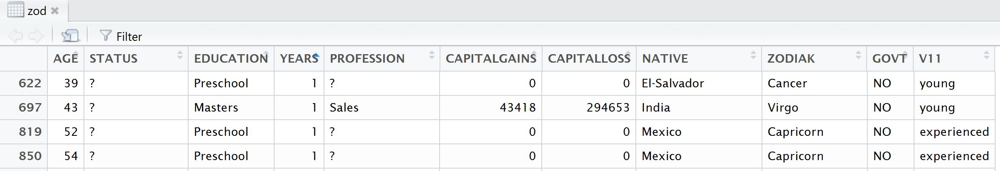 zod
Filter
AGE STATUS EDUCATION YEARS PROFESSION CAPITALGAINS CAPITALLOSS NATIVE ZODIAK GOVT V11
622 39 ? Preschool 1 ? 0 0 El-Salvador Cancer NO young
697 43 ? Masters 1 Sales 43418 294653 India Virgo NO young
819 52 ? Preschool 1 ? 0 0 Mexico Capricorn NO experienced
850 54 ? Preschool 1 ? 0 0 Mexico Capricorn NO experienced